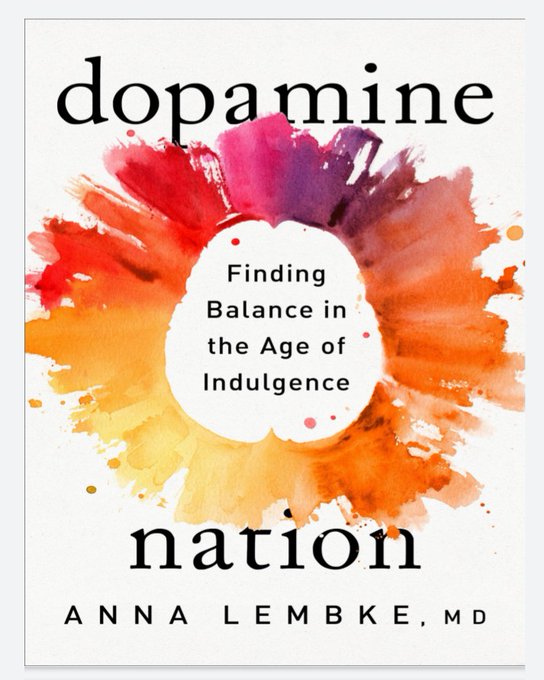 dopamine
Finding
Balance in
the Age of
Indulgence
nation
ANNA LEMBKE, MD